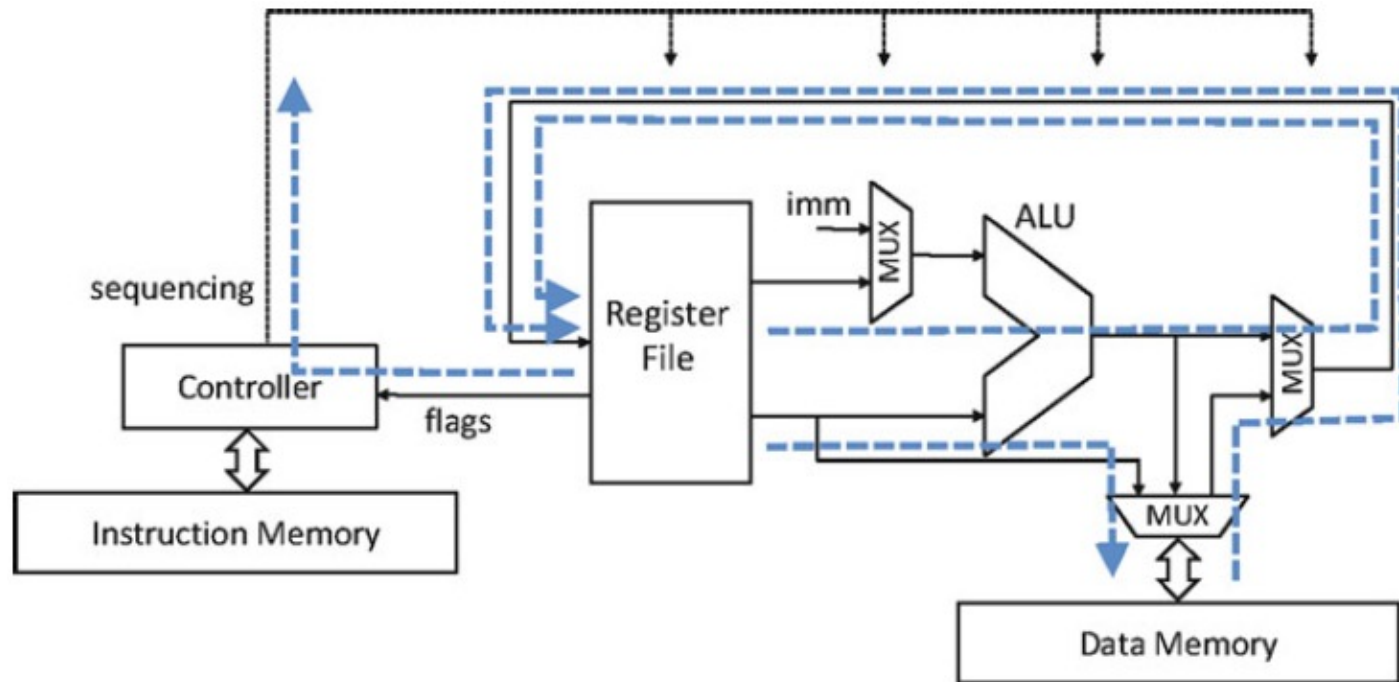 imm
MUX
ALU
sequencing
Register
File
MUX
Controller
flags
MUX
Instruction Memory
Data Memory